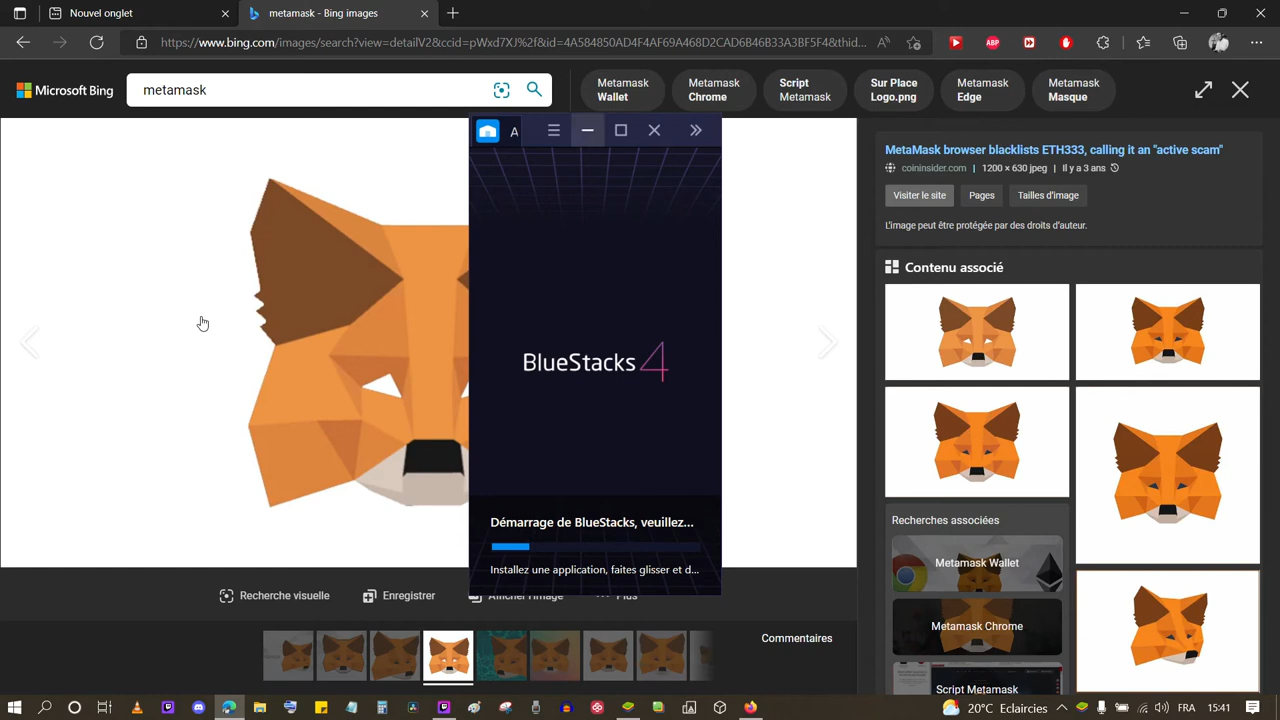 Nouvel onglet
metamask - Bing images
https://www.bing.com/images/search?view=detailV2&ccid=pWxd7XJ%2f&id=4A584850AD4F4AF69A468D2CAD6B46B33A3BF5F4&thid...
ABP
Microsoft Bing
metamask
Metamask
Wallet
Metamask
Chrome
Script
Metamask
Sur Place
Logo.png
Metamask
Edge
Metamask
Masque
A
MetaMask browser blacklists ETH333, calling it an "active scam"
coininsider.com | 1200 × 630 jpeg | Il y a 3 ans
Visiter le site
Pages
Tailles d'image
L'image peut être protégée par des droits d'auteur.
Contenu associé
BlueStacks 4
Démarrage de BlueStacks, veuillez...
Installez une application, faites glisser et d...
Recherches associées
Metamask Wallet
Metamask Chrome
Script Metamask
Recherche visuelle
Enregistrer
Afficher l'image
Plus
Commentaires
20°C Eclaircies
FRA
15:41